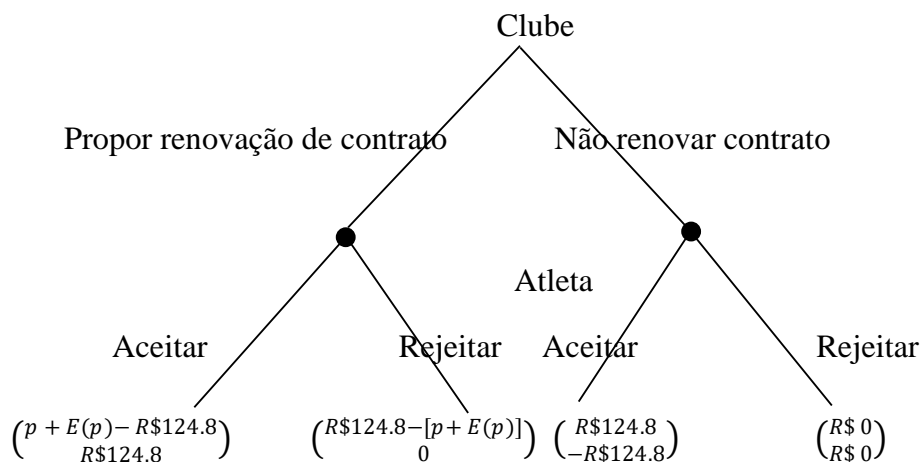 Clube
Propor renovação de contrato Não renovar contrato
Atleta
Aceitar Rejeitar Aceitar Rejeitar
(p + E(p)− R$124.8) (R$124.8−[p + E(p)]) (R$124.8) (R$ 0)
R$124.8 0 −R$124.8 R$ 0